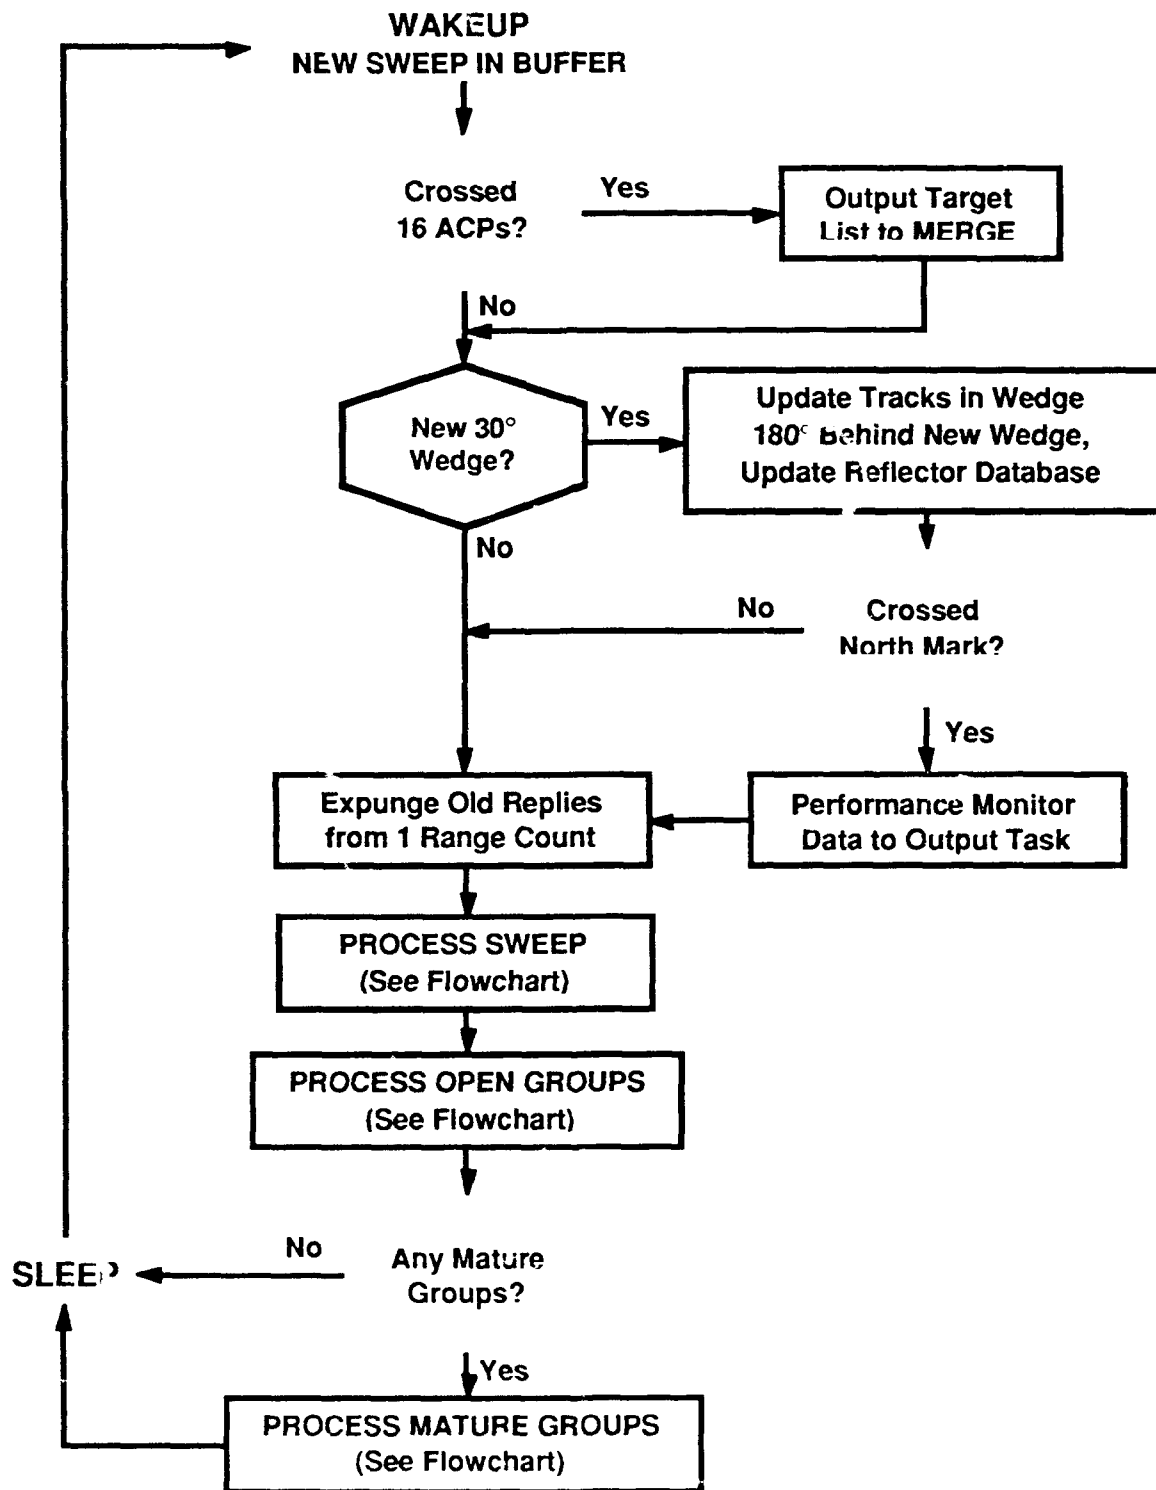 WAKEUP
NEW SWEEP IN BUFFER
Crossed
16 ACPs?
Yes
Output Target
List to MERGE
No
New 30°
Wedge?
Yes
Update Tracks in Wedge
180° Behind New Wedge,
Update Reflector Database
No
No
Crossed
North Mark?
Yes
Expunge Old Replies
from 1 Range Count
Performance Monitor
Data to Output Task
PROCESS SWEEP
(See Flowchart)
PROCESS OPEN GROUPS
(See Flowchart)
SLEEP
No
Any Mature
Groups?
Yes
PROCESS MATURE GROUPS
(See Flowchart)